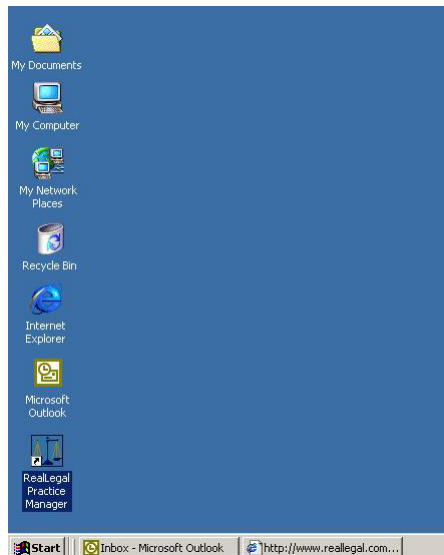 My Documents
My Computer
My Network
Places
Recycle Bin
Internet
Explorer
Microsoft
Outlook
RealLegal
Practice
Manager
Start
Inbox - Microsoft Outlook
http://www.reallegal.com...